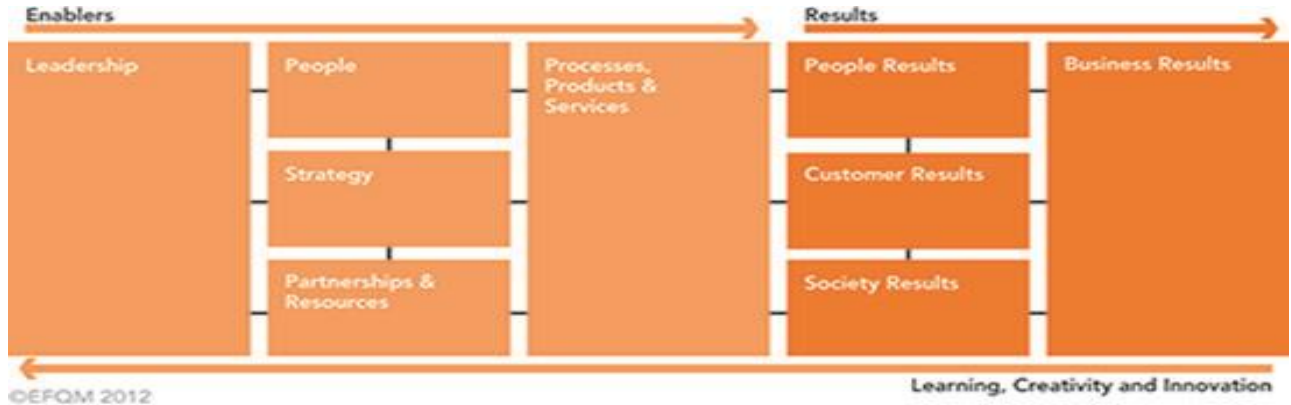 Enablers
Results
Leadership
People
Processes,
Products &
Services
People Results
Business Results
Strategy
Customer Results
Partnerships &
Resources
Society Results
Learning, Creativity and Innovation
©EFQM 2012